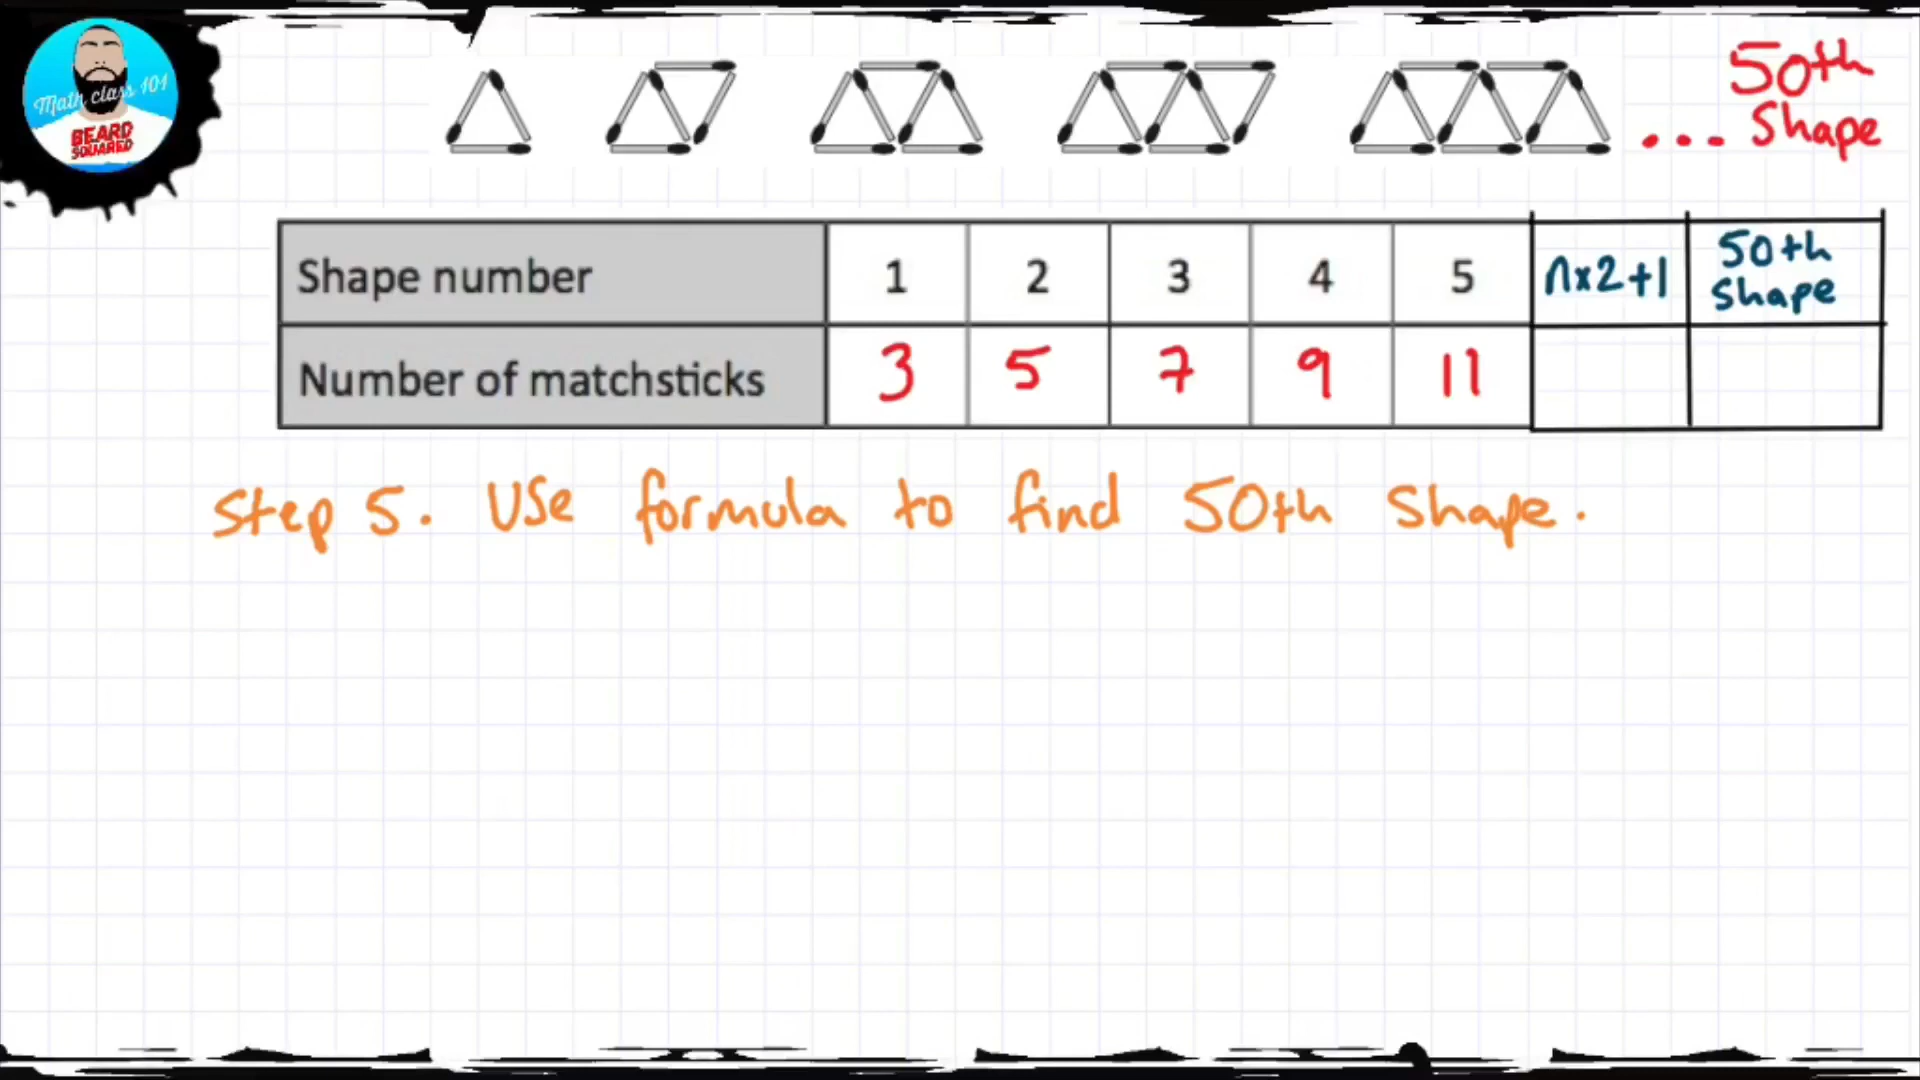 Math class 101
BEARD
SQUARED
50th
... Shape
Shape number 1 2 3 4 5 n×2+1 50th shape
Number of matchsticks 3 5 7 9 11
Step 5. Use formula to find 50th Shape.